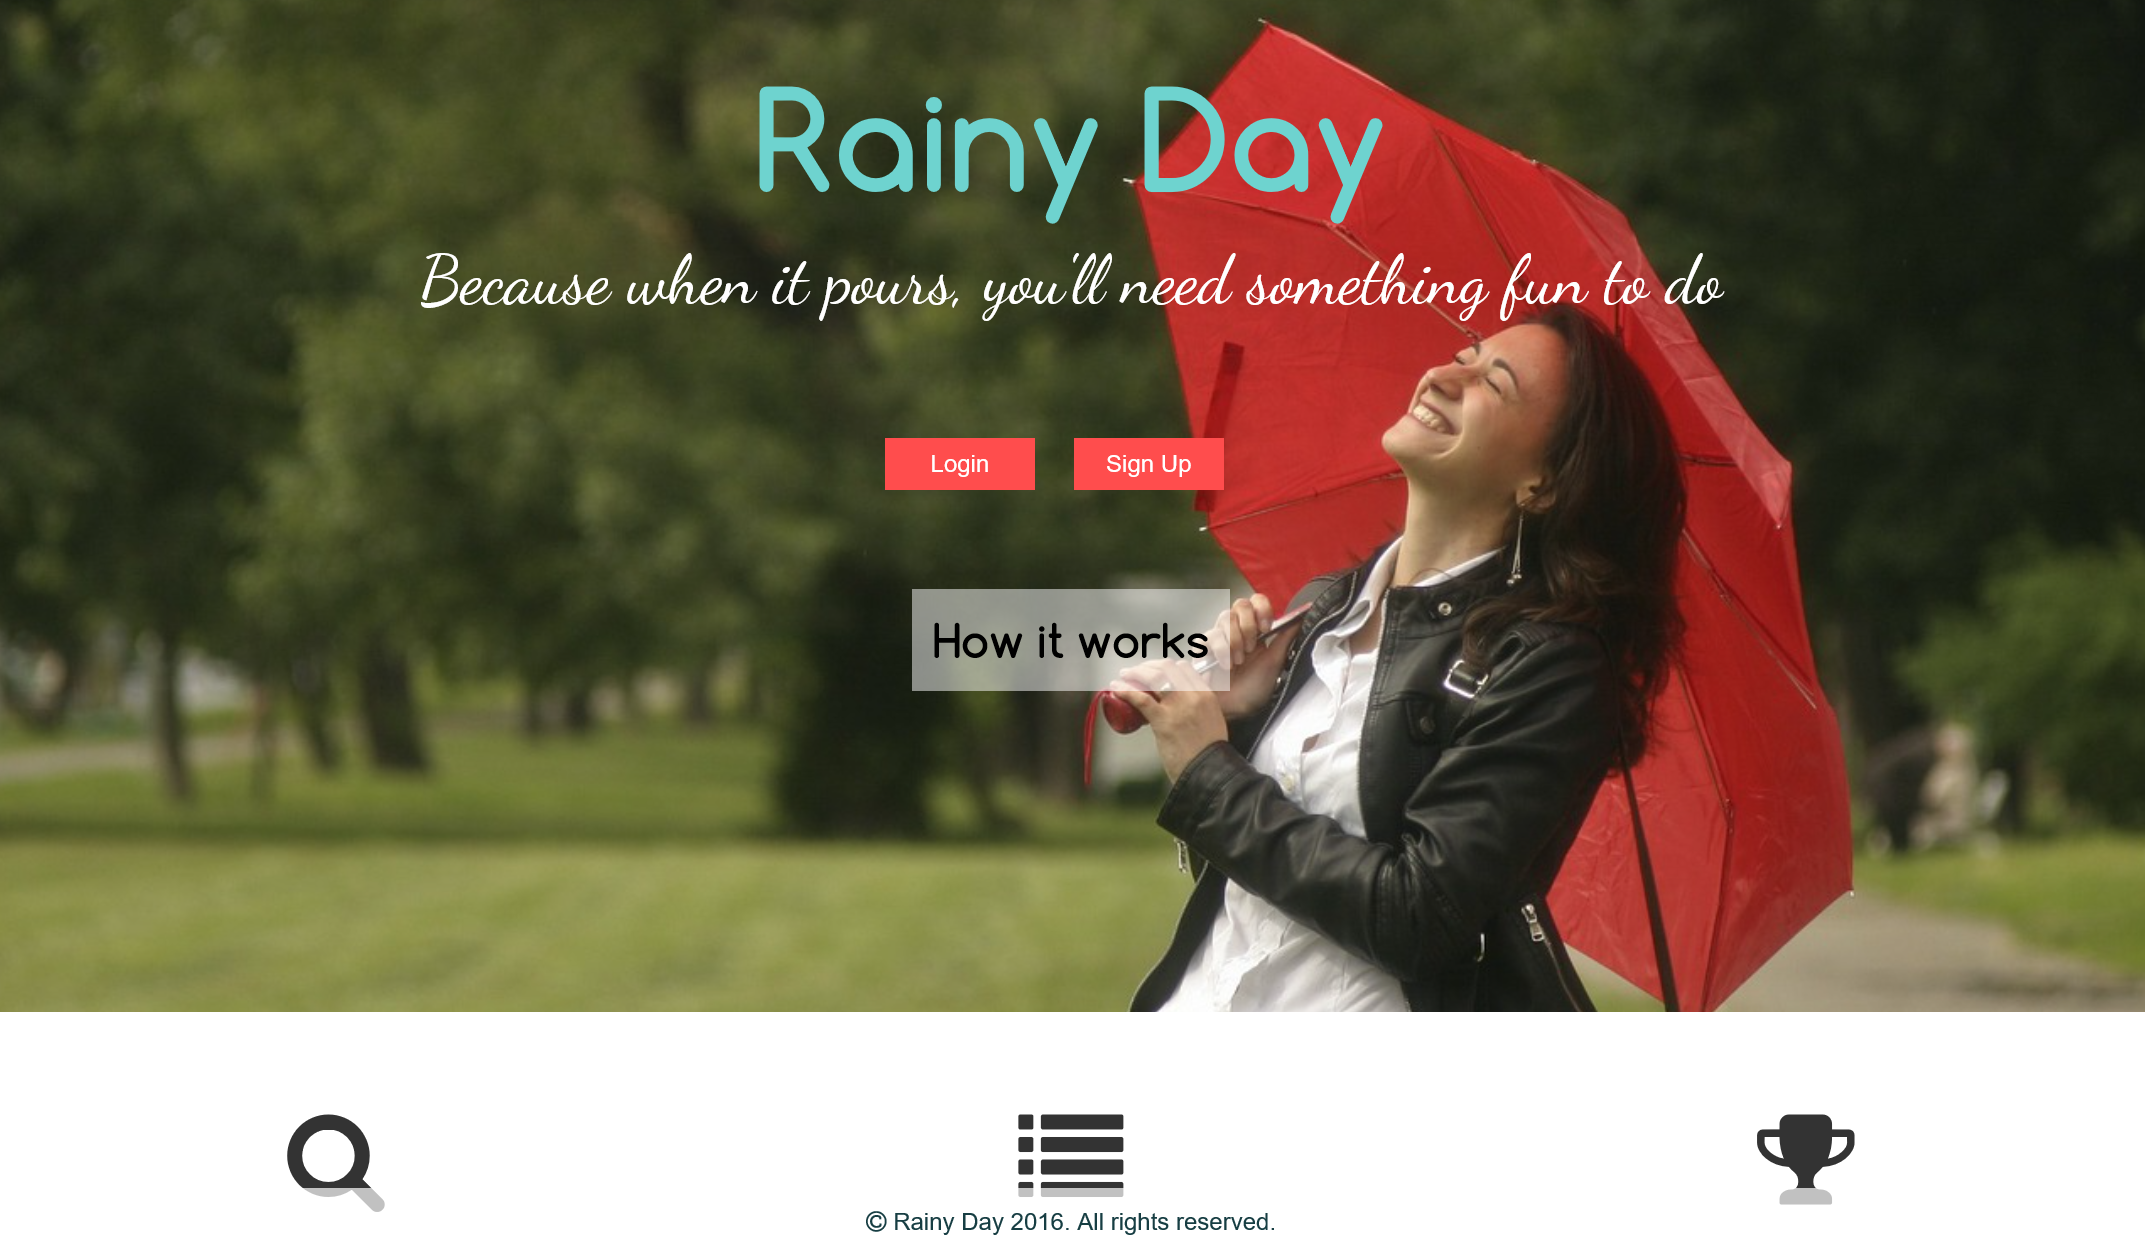 Rainy Day
Because when it pours, you'll need something fun to do
Login
Sign Up
How it works
© Rainy Day 2016. All rights reserved.